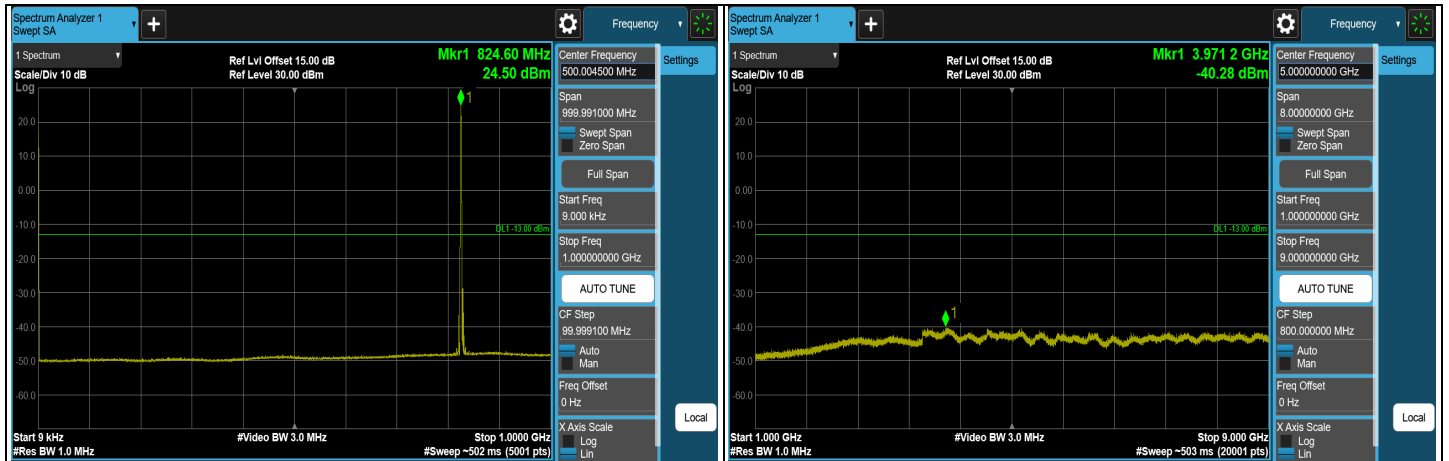 Spectrum Analyzer 1
Swept SA
+
Frequency
1 Spectrum
Scale/Div 10 dB
Log
Ref Lvl Offset 15.00 dB
Ref Level 30.00 dBm
Mkr1 824.60 MHz
24.50 dBm
1
20.0
10.0
0.00
-10.0
-20.0
-30.0
-40.0
-50.0
-60.0
DL1 -13.00 dBm
Start 9 kHz
#Res BW 1.0 MHz
#Video BW 3.0 MHz
Stop 1.0000 GHz
#Sweep ~502 ms (5001 pts)
Center Frequency
500.004500 MHz
Settings
Span
999.991000 MHz
Swept Span
Zero Span
Full Span
Start Freq
9.000 kHz
Stop Freq
1.000000000 GHz
AUTO TUNE
CF Step
99.999100 MHz
Auto
Man
Freq Offset
0 Hz
Local
X Axis Scale
Log
Lin
Spectrum Analyzer 1
Swept SA
+
Frequency
1 Spectrum
Scale/Div 10 dB
Log
Ref Lvl Offset 15.00 dB
Ref Level 30.00 dBm
Mkr1 3.971 2 GHz
-40.28 dBm
1
20.0
10.0
0.00
-10.0
-20.0
-30.0
-40.0
-50.0
-60.0
DL1 -13.00 dBm
Start 1.000 GHz
#Res BW 1.0 MHz
#Video BW 3.0 MHz
Stop 9.000 GHz
#Sweep ~503 ms (20001 pts)
Center Frequency
5.000000000 GHz
Settings
Span
8.00000000 GHz
Swept Span
Zero Span
Full Span
Start Freq
1.000000000 GHz
Stop Freq
9.000000000 GHz
AUTO TUNE
CF Step
800.000000 MHz
Auto
Man
Freq Offset
0 Hz
Local
X Axis Scale
Log
Lin